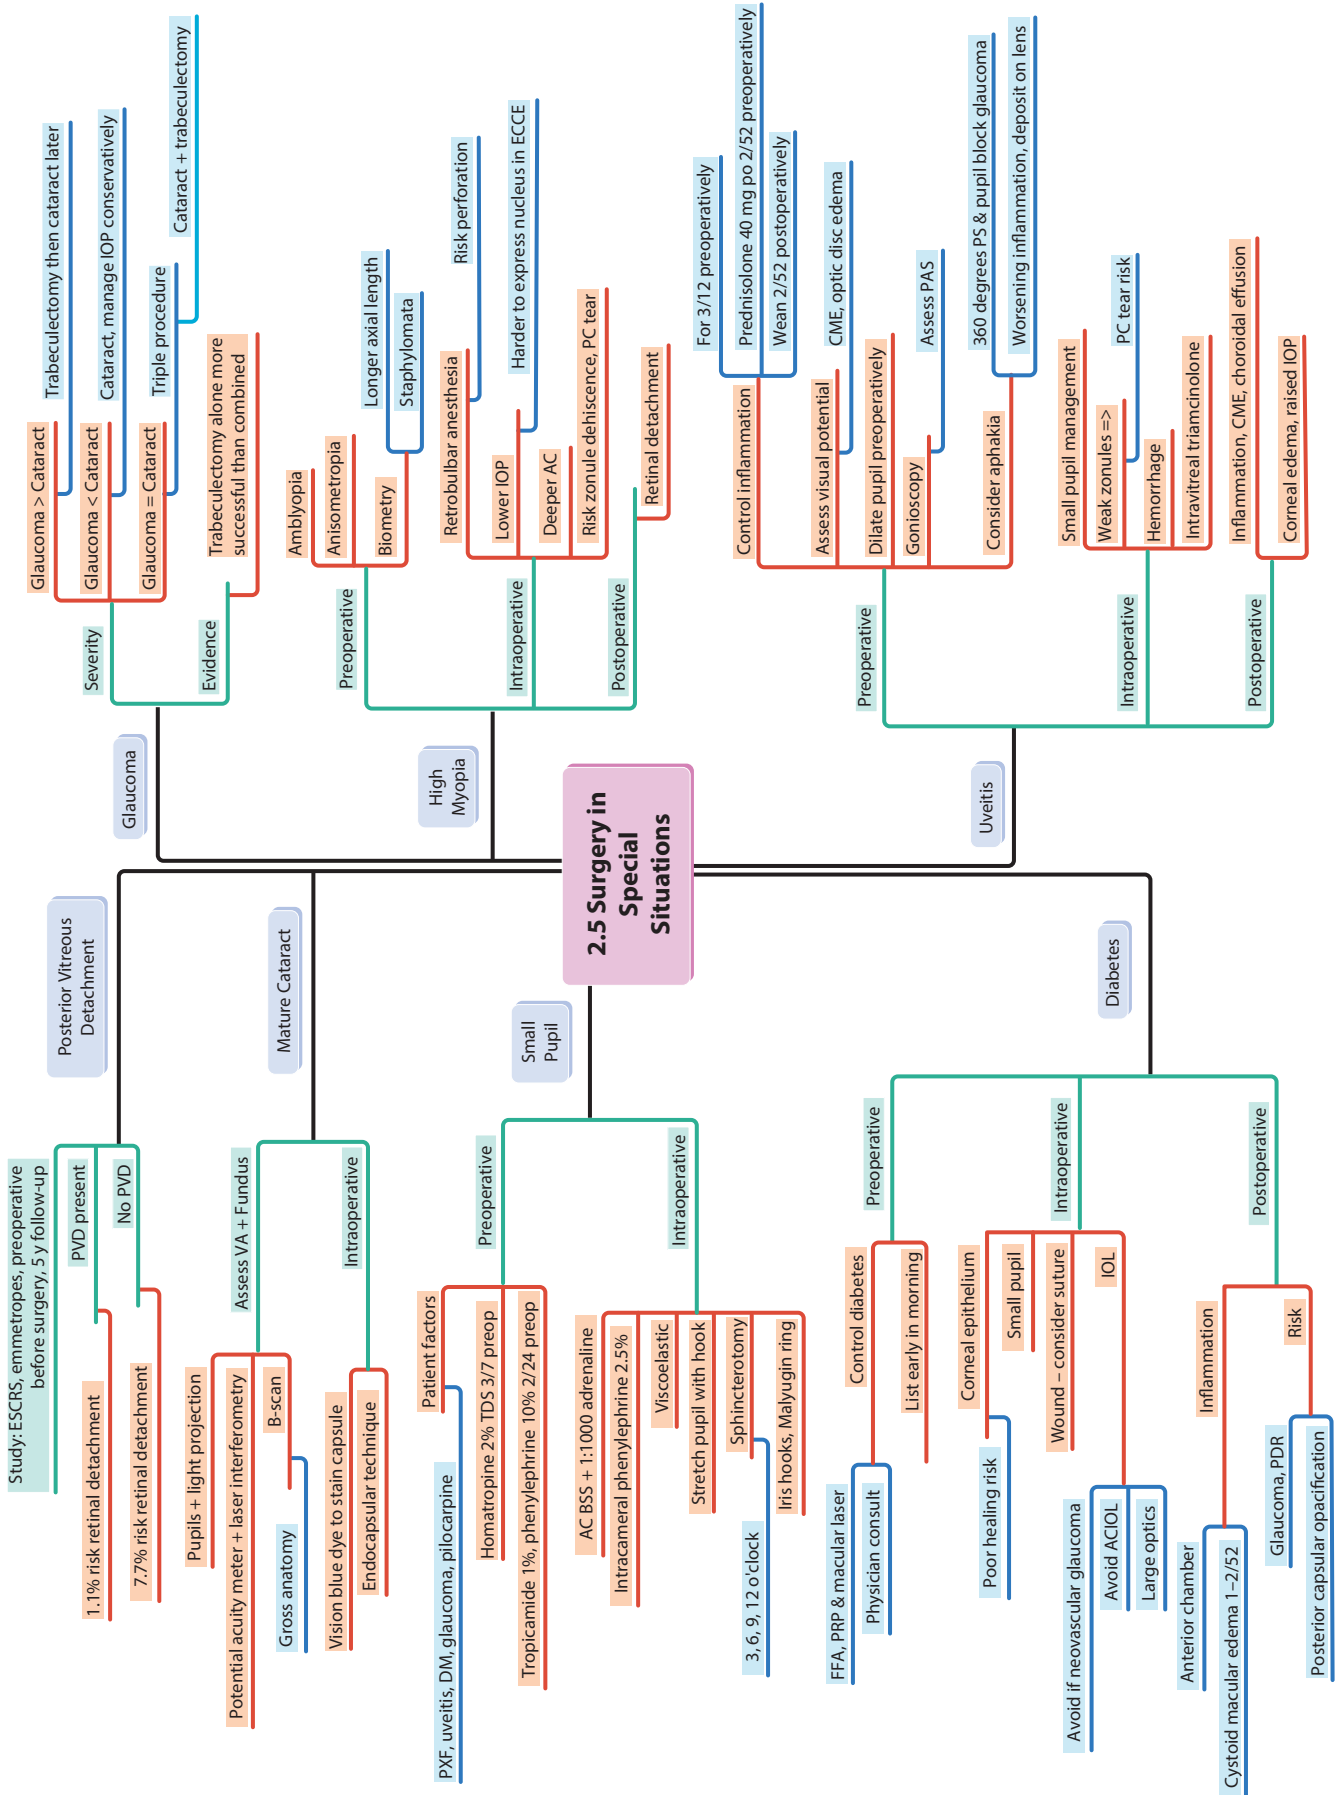 2.5 Surgery in
Special
Situations
Posterior Vitreous
Detachment
Study: ESCRS, emmetropes, preoperative
before surgery, 5 y follow-up
PVD present
1.1% risk retinal detachment
No PVD
7.7% risk retinal detachment
Mature Cataract
Assess VA + Fundus
Pupils + light projection
Potential acuity meter + laser interferometry
B-scan
Gross anatomy
Intraoperative
Vision blue dye to stain capsule
Endocapsular technique
Small
Pupil
Preoperative
Patient factors
PXF, uveitis, DM, glaucoma, pilocarpine
Homatropine 2% TDS 3/7 preop
Tropicamide 1%, phenylephrine 10% 2/24 preop
Intraoperative
AC BSS + 1:1000 adrenaline
Intracameral phenylephrine 2.5%
Viscoelastic
Stretch pupil with hook
Sphincterotomy
3, 6, 9, 12 o'clock
Iris hooks, Malyugin ring
Diabetes
Preoperative
Control diabetes
FFA, PRP & macular laser
Physician consult
List early in morning
Intraoperative
Corneal epithelium
Poor healing risk
Small pupil
Wound – consider suture
IOL
Avoid if neovascular glaucoma
Avoid ACIOL
Large optics
Postoperative
Inflammation
Anterior chamber
Cystoid macular edema 1–2/52
Risk
Glaucoma, PDR
Posterior capsular opacification
Glaucoma
Severity
Glaucoma > Cataract
Trabeculectomy then cataract later
Glaucoma < Cataract
Cataract, manage IOP conservatively
Glaucoma = Cataract
Triple procedure
Cataract + trabeculectomy
Evidence
Trabeculectomy alone more
successful than combined
High
Myopia
Preoperative
Amblyopia
Anisometropia
Biometry
Longer axial length
Staphylomata
Intraoperative
Retrobulbar anesthesia
Risk perforation
Lower IOP
Harder to express nucleus in ECCE
Deeper AC
Risk zonule dehiscence, PC tear
Postoperative
Retinal detachment
Uveitis
Preoperative
Control inflammation
For 3/12 preoperatively
Prednisolone 40 mg po 2/52 preoperatively
Wean 2/52 postoperatively
Assess visual potential
CME, optic disc edema
Dilate pupil preoperatively
Gonioscopy
Assess PAS
Consider aphakia
360 degrees PS & pupil block glaucoma
Worsening inflammation, deposit on lens
Intraoperative
Small pupil management
Weak zonules =>
PC tear risk
Hemorrhage
Intravitreal triamcinolone
Postoperative
Inflammation, CME, choroidal effusion
Corneal edema, raised IOP